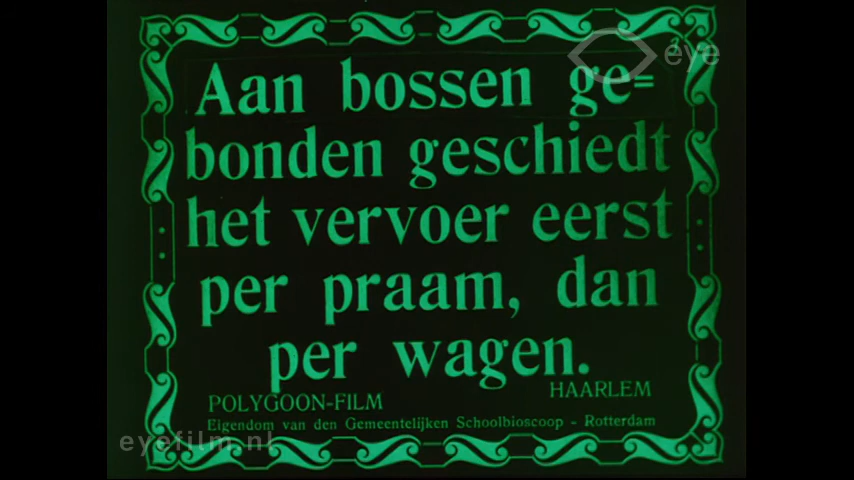 eye
Aan bossen ge=
bonden geschiedt
het vervoer eerst
per praam, dan
per wagen.
POLYGOON-FILM HAARLEM
Eigendom van den Gemeentelijken Schoolbioscoop - Rotterdam
eyefilm.nl